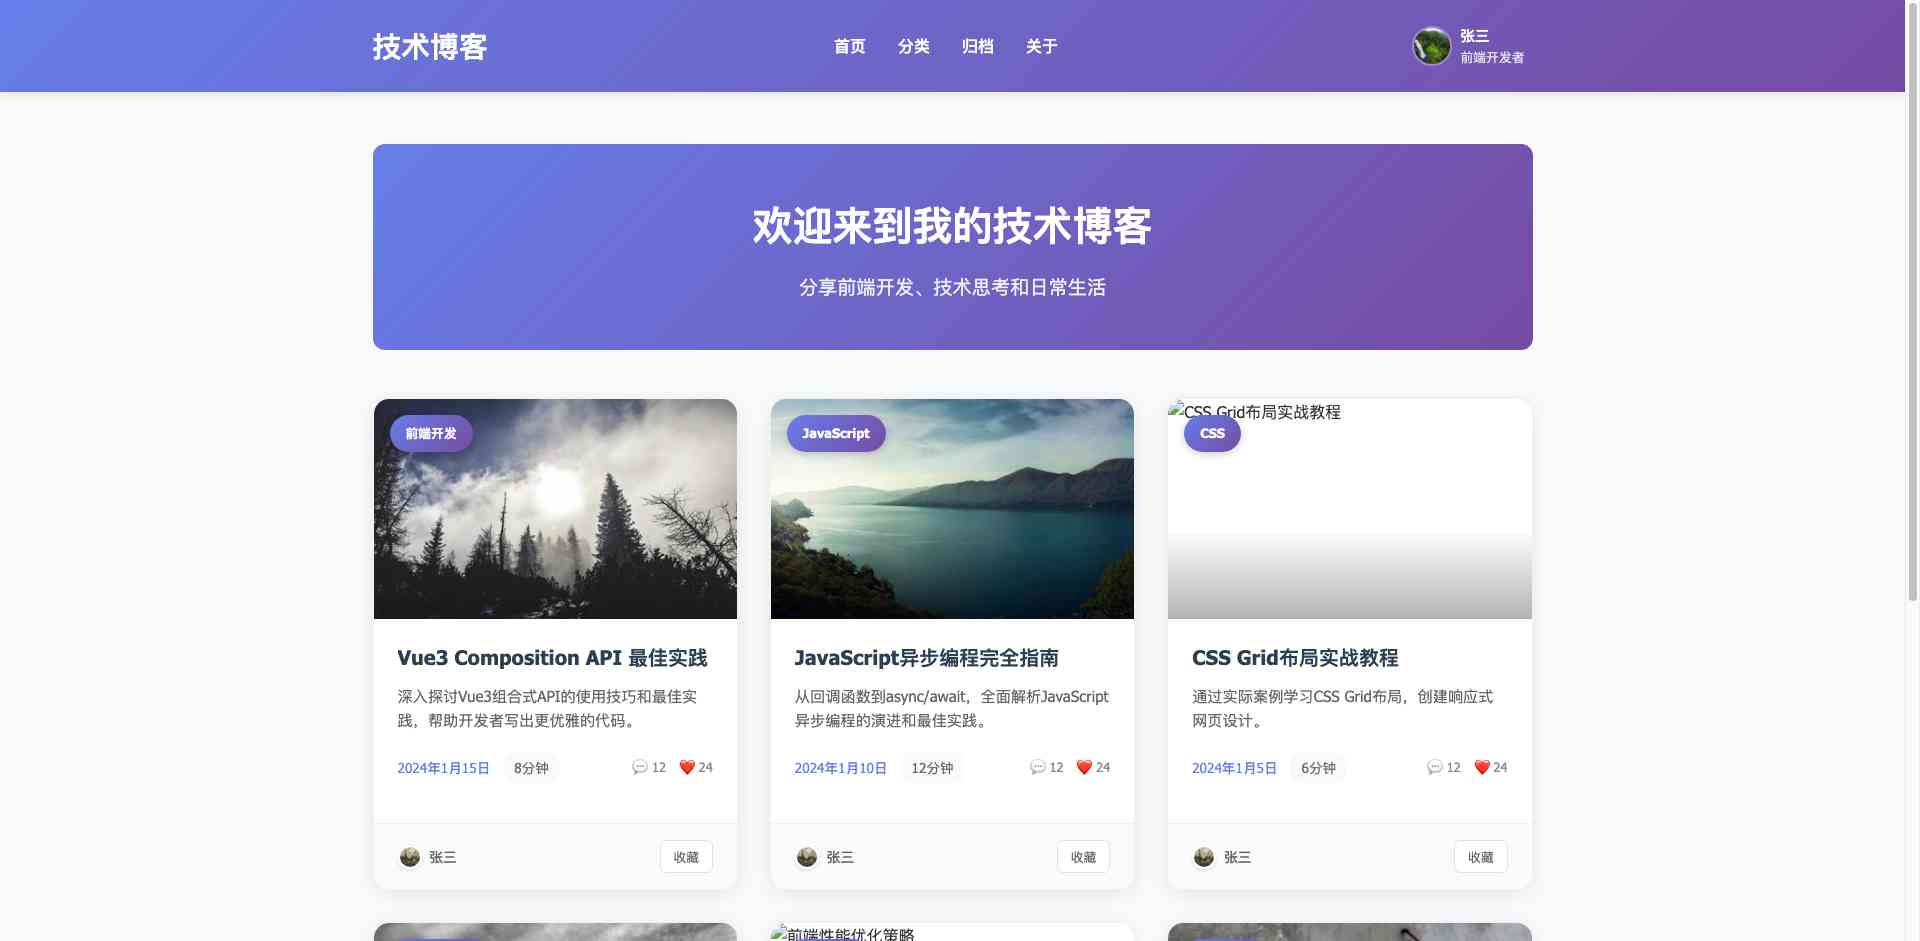 技术博客
首页 分类 归档 关于
张三
前端开发者
欢迎来到我的技术博客
分享前端开发、技术思考和日常生活
前端开发
Vue3 Composition API 最佳实践
深入探讨Vue3组合式API的使用技巧和最佳实
践，帮助开发者写出更优雅的代码。
2024年1月15日 8分钟 12 24
张三 收藏
JavaScript
JavaScript异步编程完全指南
从回调函数到async/await，全面解析JavaScript
异步编程的演进和最佳实践。
2024年1月10日 12分钟 12 24
张三 收藏
CSS Grid布局实战教程
CSS
CSS Grid布局实战教程
通过实际案例学习CSS Grid布局，创建响应式
网页设计。
2024年1月5日 6分钟 12 24
张三 收藏
前端性能优化策略